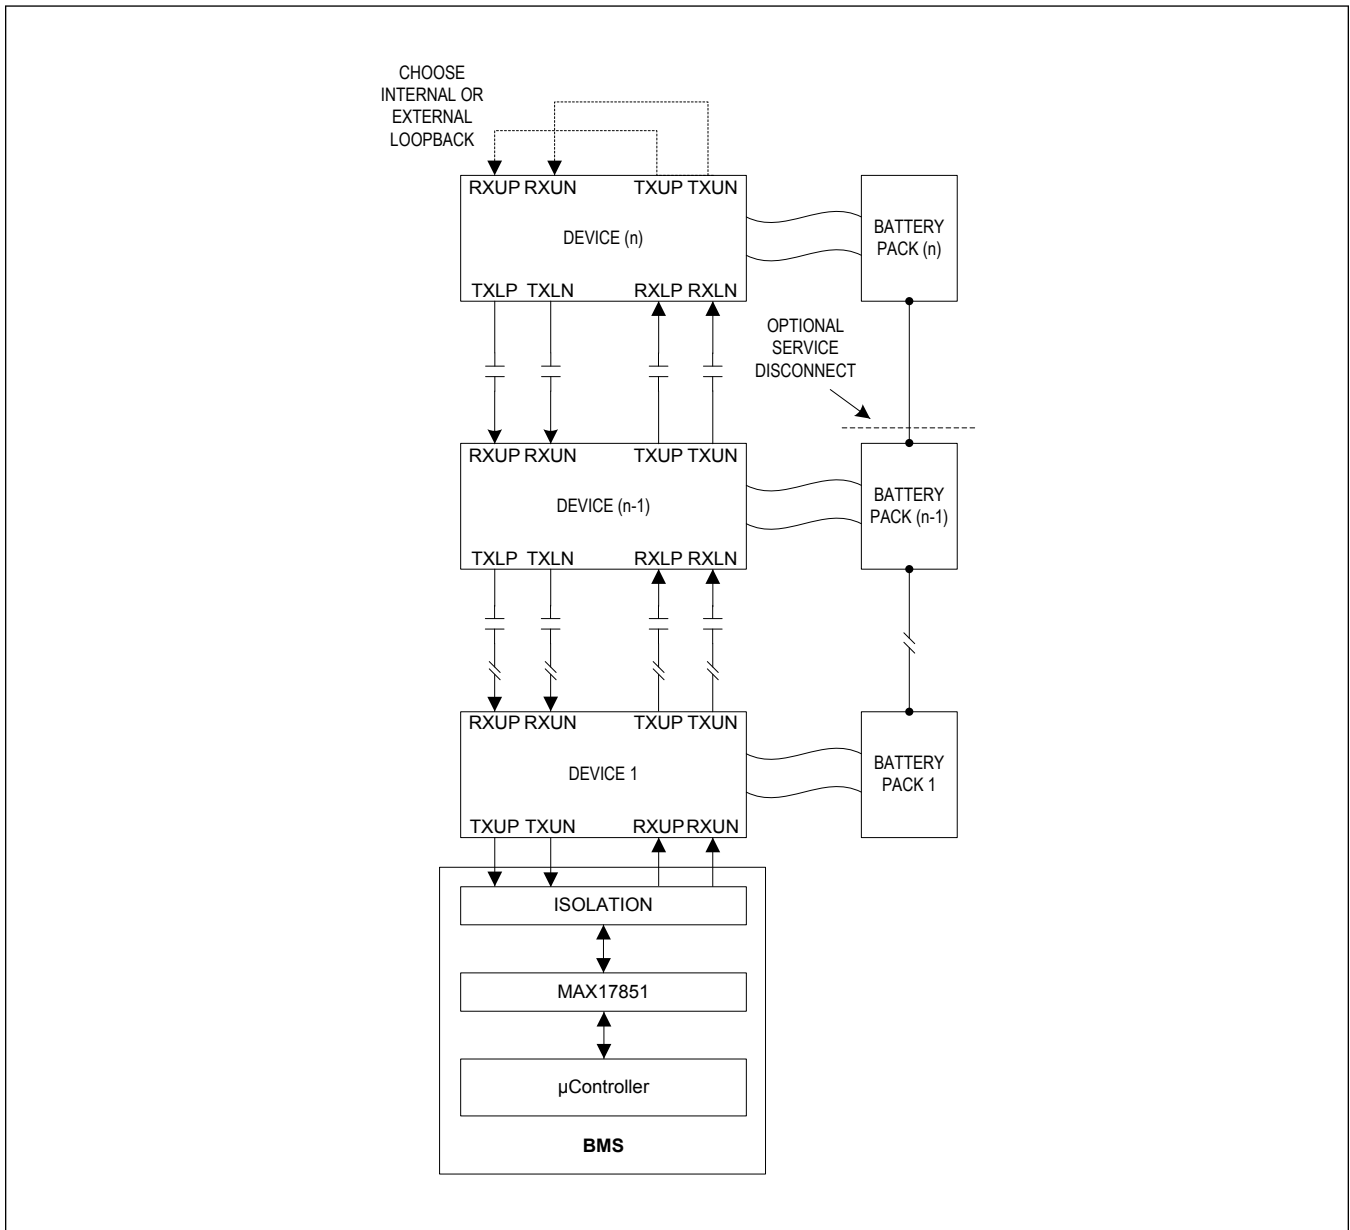 CHOOSE
INTERNAL OR
EXTERNAL
LOOPBACK
RXUP RXUN TXUP TXUN
DEVICE (n)
BATTERY
PACK (n)
TXLP TXLN RXLP RXLN
OPTIONAL
SERVICE
DISCONNECT
RXUP RXUN TXUP TXUN
DEVICE (n-1)
BATTERY
PACK (n-1)
TXLP TXLN RXLP RXLN
RXUP RXUN TXUP TXUN
DEVICE 1
BATTERY
PACK 1
TXUP TXUN RXUP RXUN
ISOLATION
MAX17851
µController
BMS